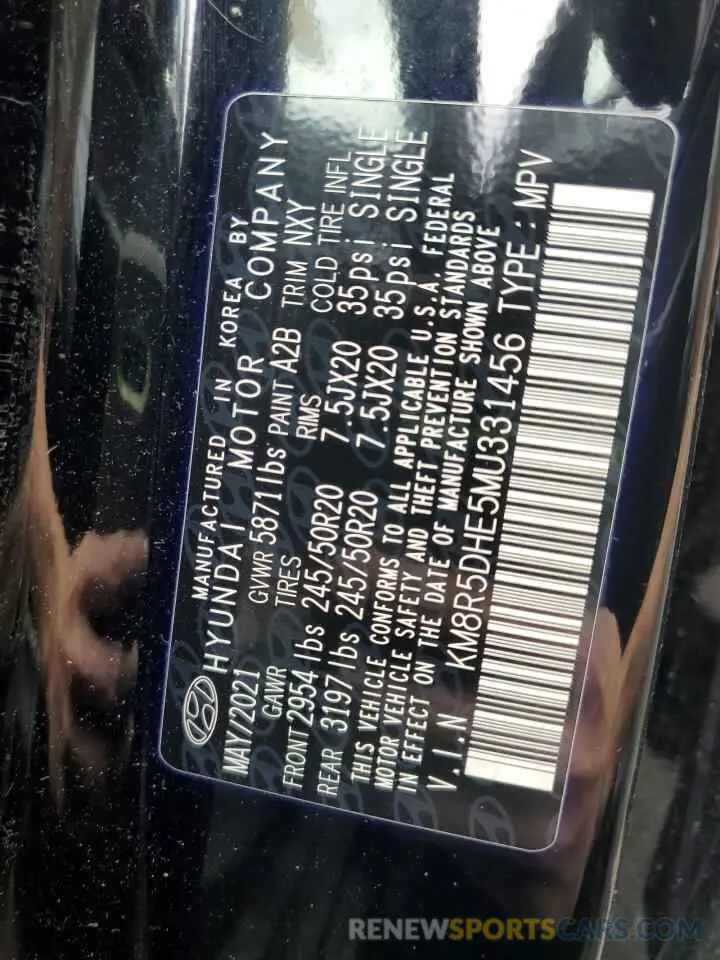 MANUFACTURED IN KOREA BY
HYUNDAI MOTOR COMPANY
MAY/2021 GVWR 5871lbs PAINT A2B TRIM NXY
GAWR TIRES RIMS COLD TIRE INFL
FRONT 2954 lbs 245/50R20 7.5JX20 35psi SINGLE
REAR 3197 lbs 245/50R20 7.5JX20 35psi SINGLE
THIS VEHICLE CONFORMS TO ALL APPLICABLE U.S.A. FEDERAL
MOTOR VEHICLE SAFETY AND THEFT PREVENTION STANDARDS
IN EFFECT ON THE DATE OF MANUFACTURE SHOWN ABOVE
V.I.N KM8R5DHE5MU331456 TYPE : MPV
RENEWSPORTSCARS.COM